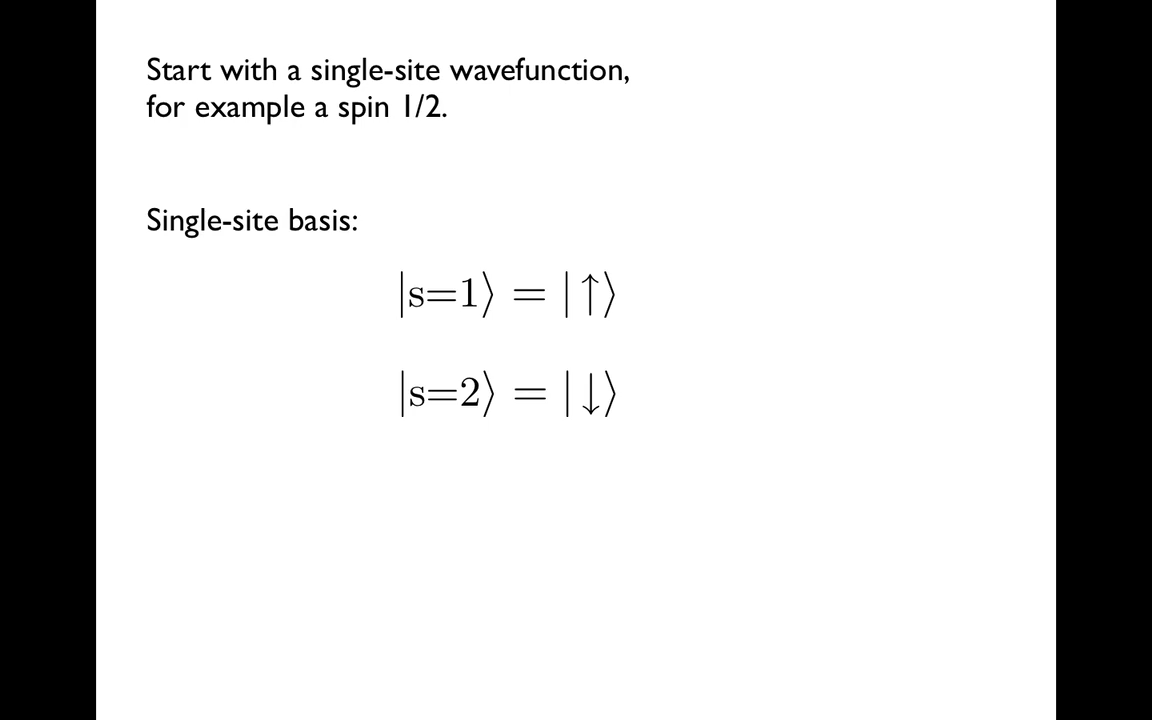 Start with a single-site wavefunction,
for example a spin 1/2.
Single-site basis:
|s=1⟩ = |↑⟩
|s=2⟩ = |↓⟩